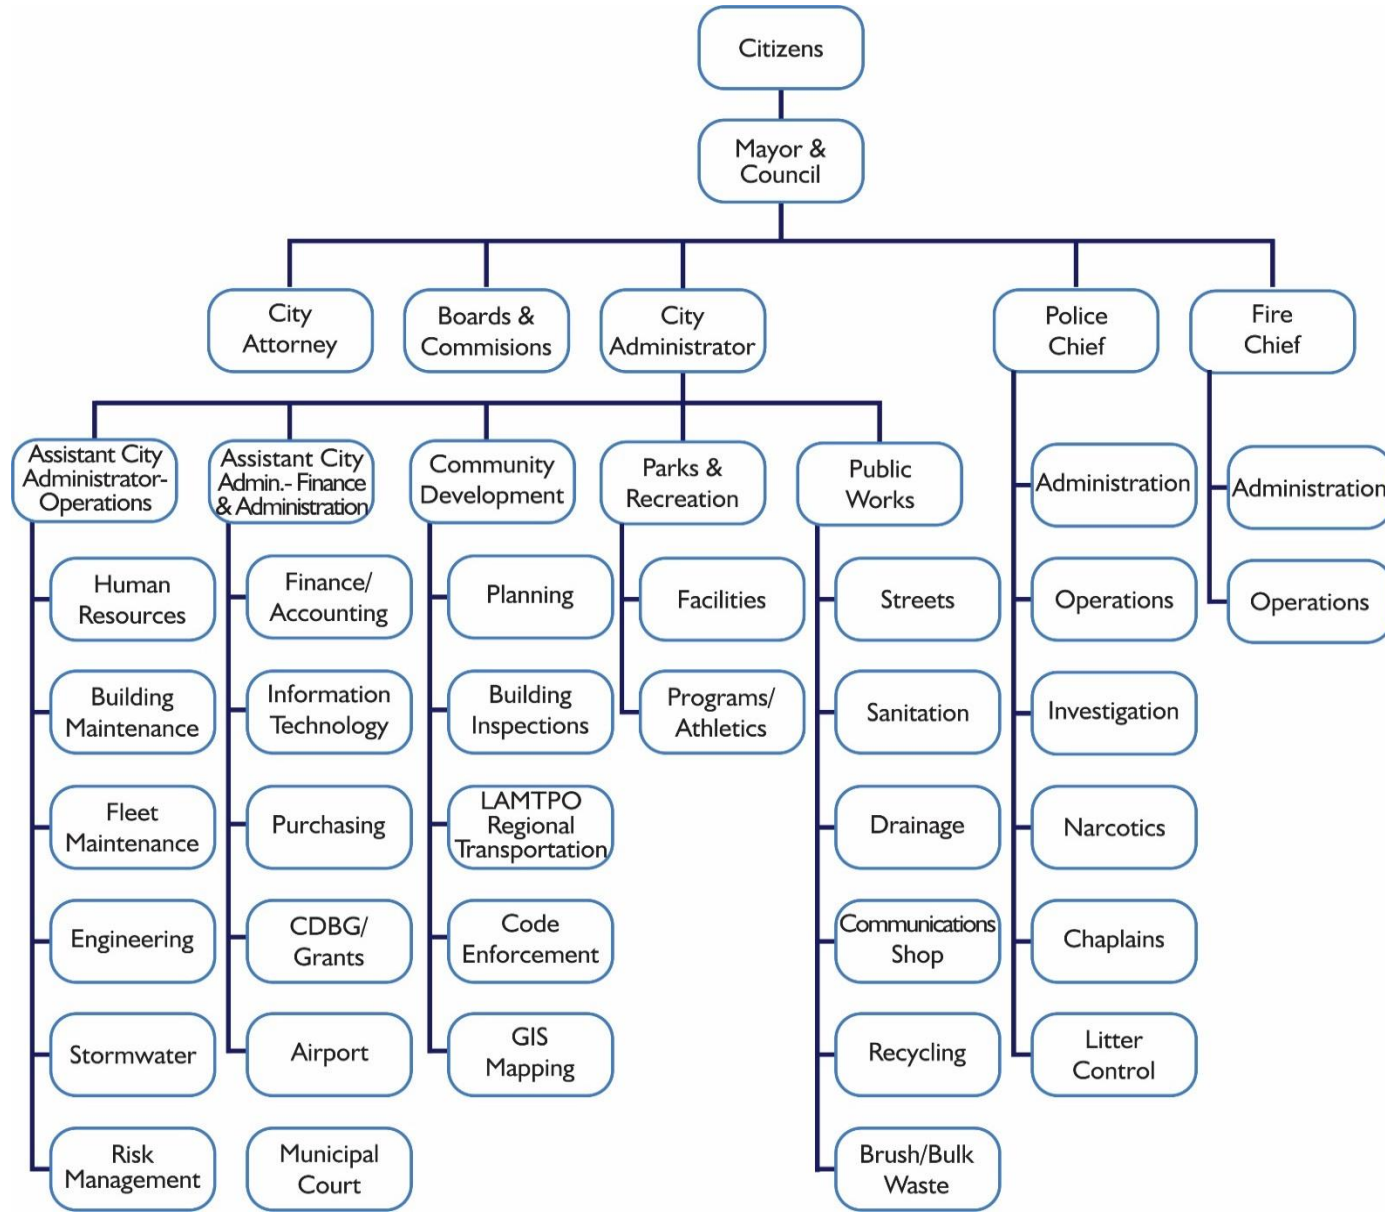 Citizens
Mayor &
Council
City
Attorney
Boards &
Commisions
City
Administrator
Police
Chief
Fire
Chief
Assistant City
Administrator-
Operations
Assistant City
Admin.- Finance
& Administration
Community
Development
Parks &
Recreation
Public
Works
Human
Resources
Building
Maintenance
Fleet
Maintenance
Engineering
Stormwater
Risk
Management
Finance/
Accounting
Information
Technology
Purchasing
CDBG/
Grants
Airport
Municipal
Court
Planning
Building
Inspections
LAMTPO
Regional
Transportation
Code
Enforcement
GIS
Mapping
Facilities
Programs/
Athletics
Streets
Sanitation
Drainage
Communications
Shop
Recycling
Brush/Bulk
Waste
Administration
Operations
Investigation
Narcotics
Chaplains
Litter
Control
Administration
Operations